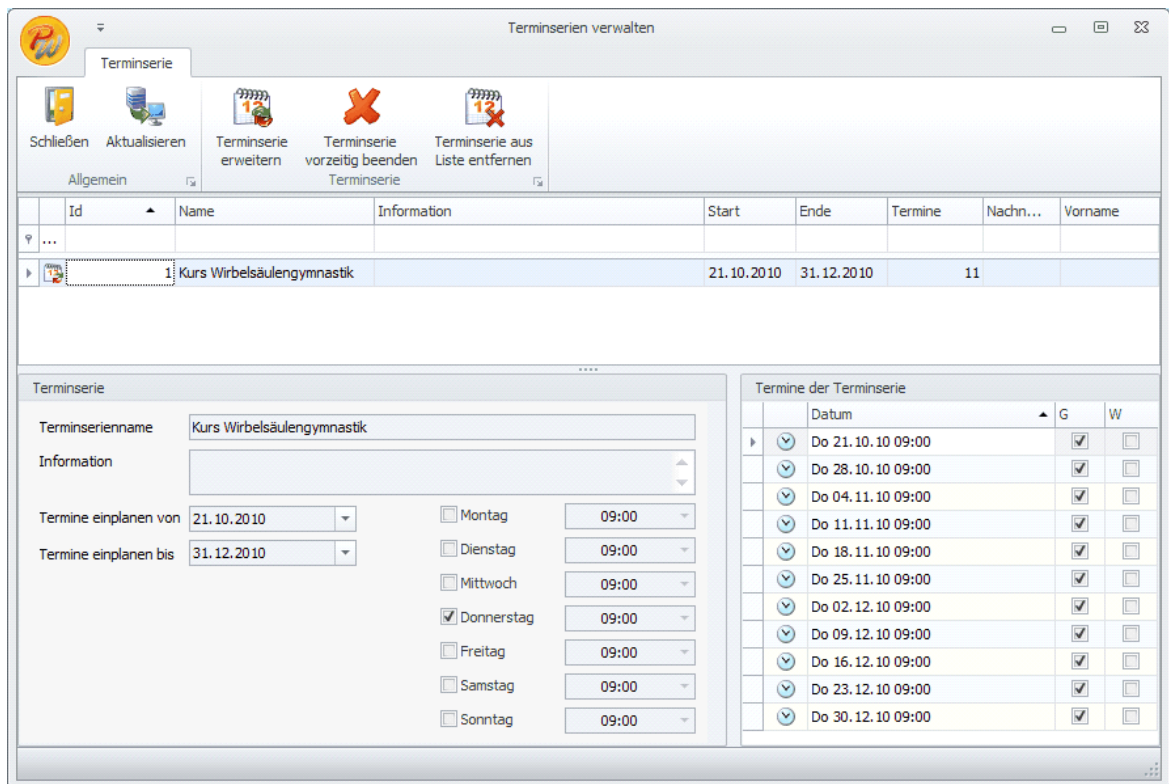 Terminserien verwalten
PW
Terminserie
Schließen Aktualisieren Terminserie erweitern Terminserie vorzeitig beenden Terminserie aus Liste entfernen
Allgemein Terminserie
Id Name Information Start Ende Termine Nachn... Vorname
...
1 Kurs Wirbelsäulengymnastik 21.10.2010 31.12.2010 11
Terminserie
Terminserienname Kurs Wirbelsäulengymnastik
Information
Termine einplanen von 21.10.2010
Termine einplanen bis 31.12.2010
Montag 09:00
Dienstag 09:00
Mittwoch 09:00
Donnerstag 09:00
Freitag 09:00
Samstag 09:00
Sonntag 09:00
Termine der Terminserie
Datum G W
Do 21.10.10 09:00
Do 28.10.10 09:00
Do 04.11.10 09:00
Do 11.11.10 09:00
Do 18.11.10 09:00
Do 25.11.10 09:00
Do 02.12.10 09:00
Do 09.12.10 09:00
Do 16.12.10 09:00
Do 23.12.10 09:00
Do 30.12.10 09:00